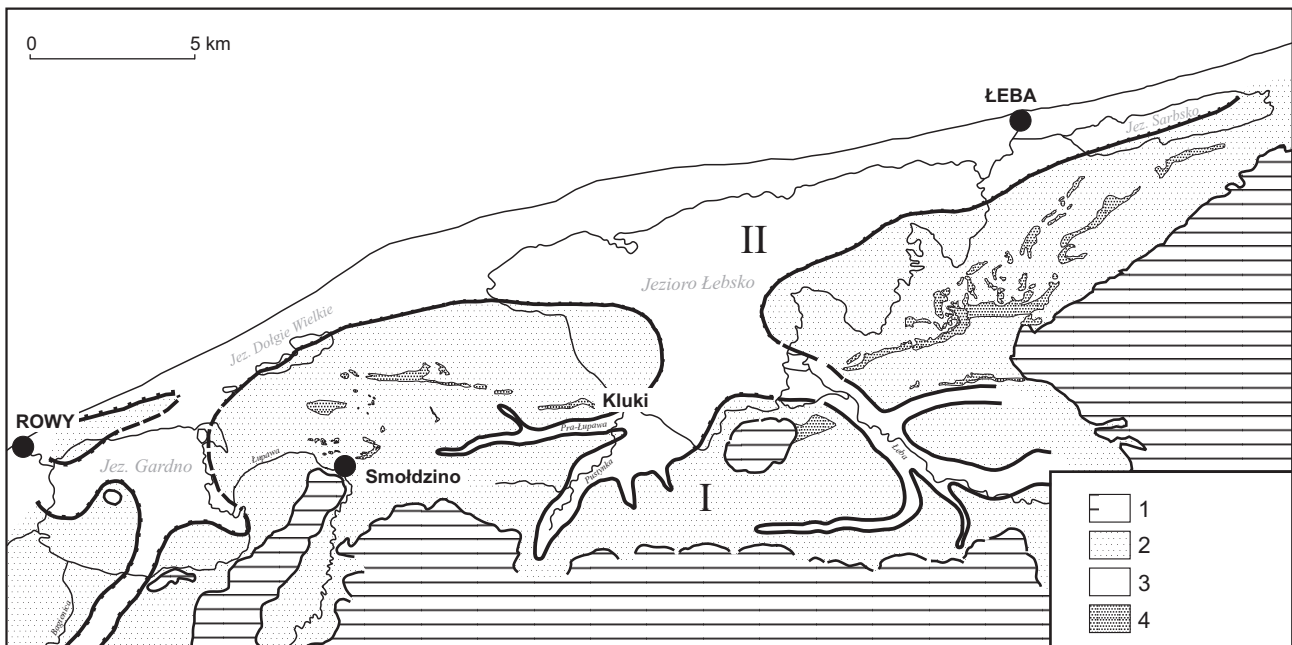 0 5 km
ŁEBA
Jez. Sarbsko
II
Jezioro Łebsko
Jez. Dołgie Wielkie
ROWY
Kluki
Pra-Łupawa
Jez. Gardno
Łupawa
Smołdzino
Pustynka
Łeba
I
Bagienica
1
2
3
4